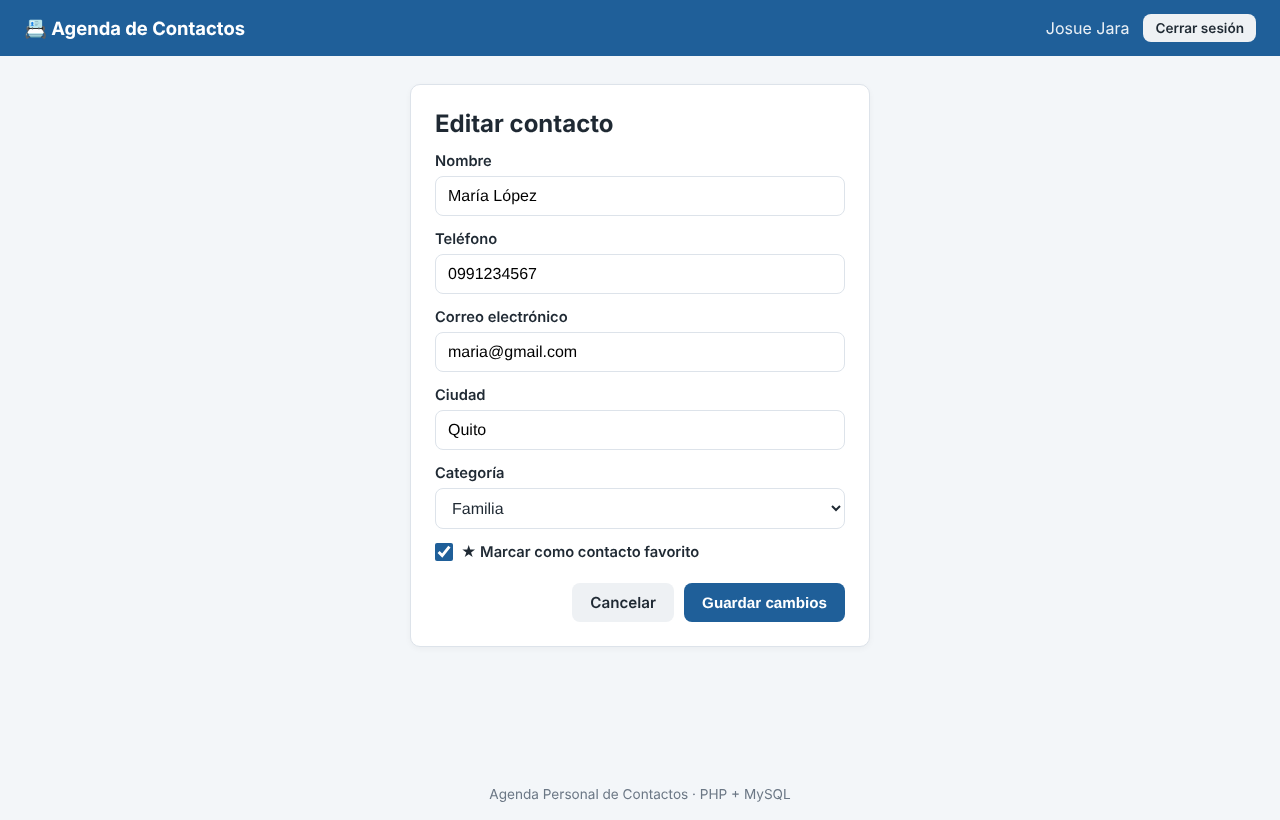 Agenda de Contactos
Josue Jara Cerrar sesión
Editar contacto
Nombre
María López
Teléfono
0991234567
Correo electrónico
maria@gmail.com
Ciudad
Quito
Categoría
Familia
★ Marcar como contacto favorito
Cancelar Guardar cambios
Agenda Personal de Contactos · PHP + MySQL